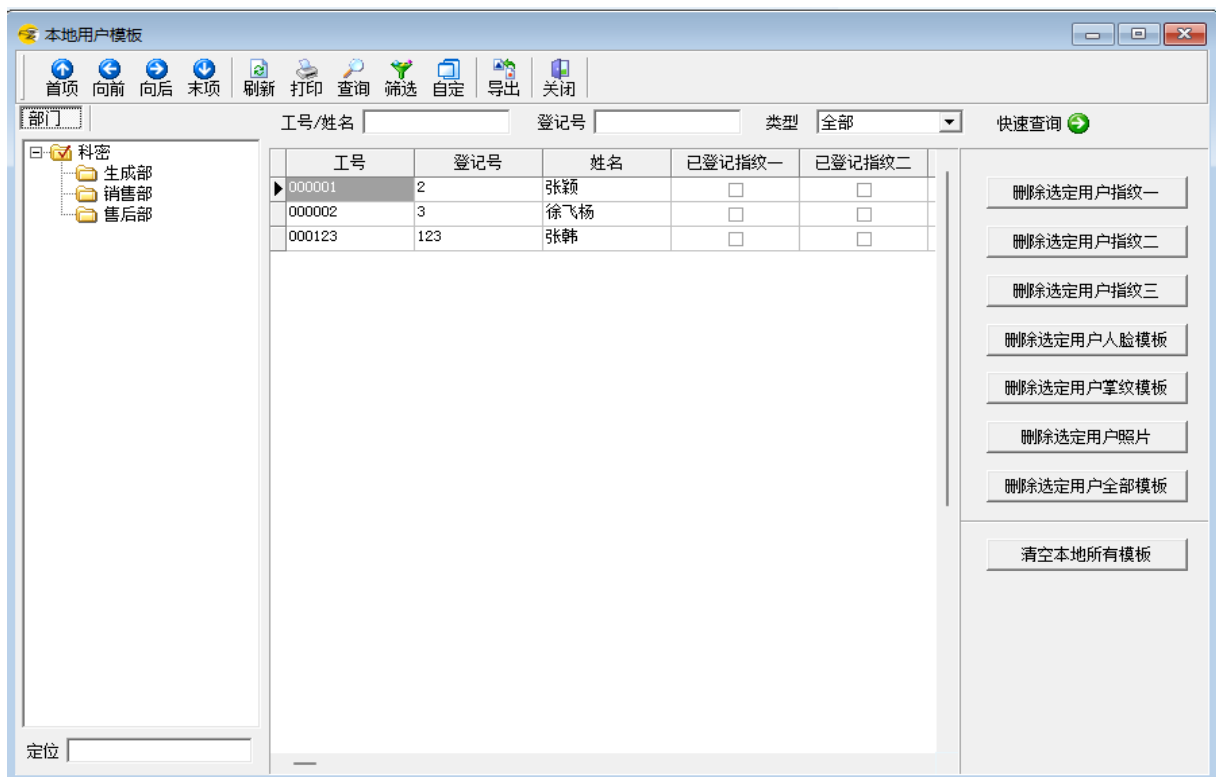 本地用户模板
首项 向前 向后 末项 刷新 打印 查询 筛选 自定 导出 关闭
部门 工号/姓名 登记号 类型 全部 快速查询
科密
生成部
销售部
售后部
工号 登记号 姓名 已登记指纹一 已登记指纹二
000001 2 张颖
000002 3 徐飞杨
000123 123 张韩
删除选定用户指纹一
删除选定用户指纹二
删除选定用户指纹三
删除选定用户人脸模板
删除选定用户掌纹模板
删除选定用户照片
删除选定用户全部模板
清空本地所有模板
定位